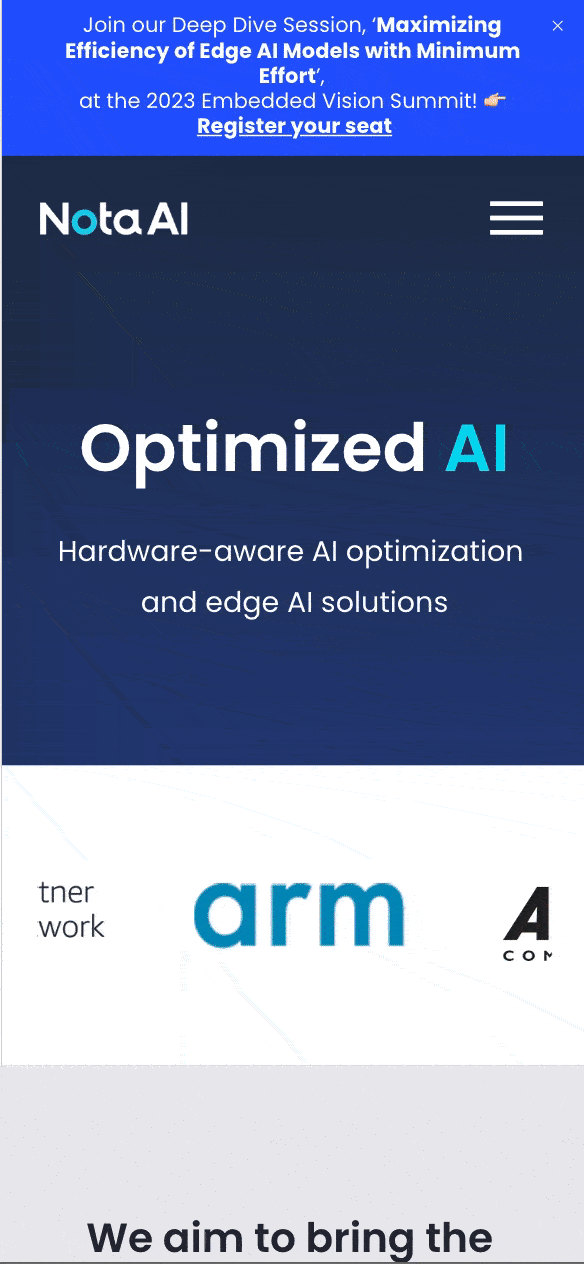 Join our Deep Dive Session, ‘Maximizing
Efficiency of Edge AI Models with Minimum
Effort’,
at the 2023 Embedded Vision Summit! 👉
Register your seat
Nota AI
Optimized AI
Hardware-aware AI optimization
and edge AI solutions
tner
work
arm
A
COM
We aim to bring the